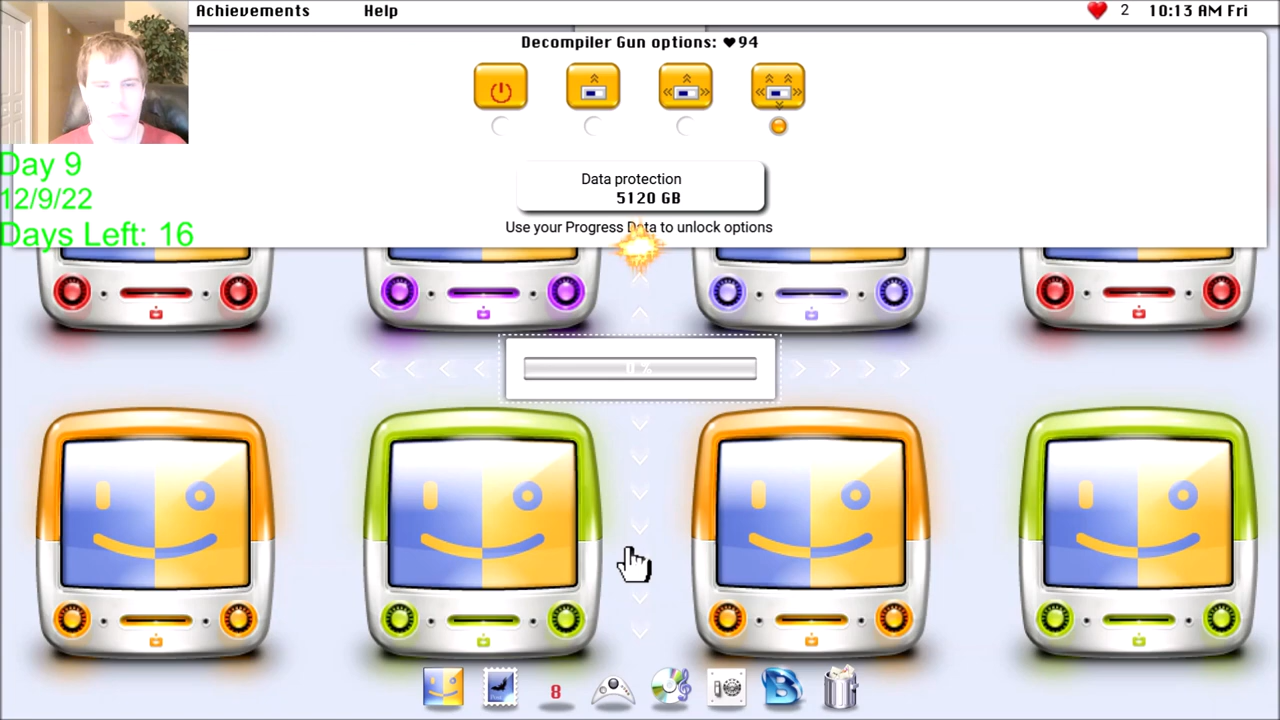 Achievements Help 2 10:13 AM Fri
Decompiler Gun options: ♥94
Day 9
12/9/22
Days Left: 16
Data protection
5120 GB
Use your Progress Data to unlock options
0 %
8